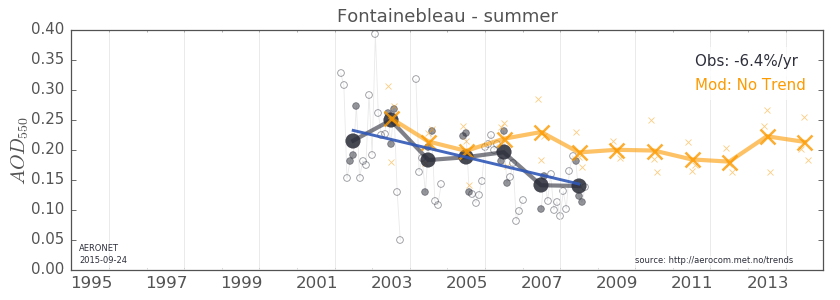 Fontainebleau - summer
0.40
0.35
0.30
0.25
0.20
0.15
0.10
0.05
0.00
AOD550
Obs: -6.4%/yr
Mod: No Trend
AERONET
2015-09-24
source: http://aerocom.met.no/trends
1995 1997 1999 2001 2003 2005 2007 2009 2011 2013